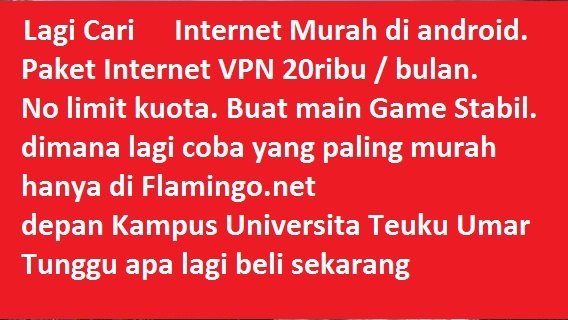 Lagi Cari Internet Murah di android.
Paket Internet VPN 20ribu / bulan.
No limit kuota. Buat main Game Stabil.
dimana lagi coba yang paling murah
hanya di Flamingo.net
depan Kampus Universita Teuku Umar
Tunggu apa lagi beli sekarang